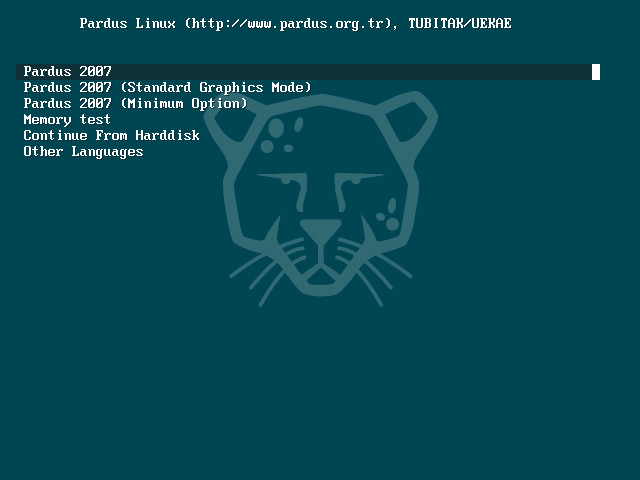 Pardus Linux (http://www.pardus.org.tr), TUBITAK/UEKAE
Pardus 2007
Pardus 2007 (Standard Graphics Mode)
Pardus 2007 (Minimum Option)
Memory test
Continue From Harddisk
Other Languages